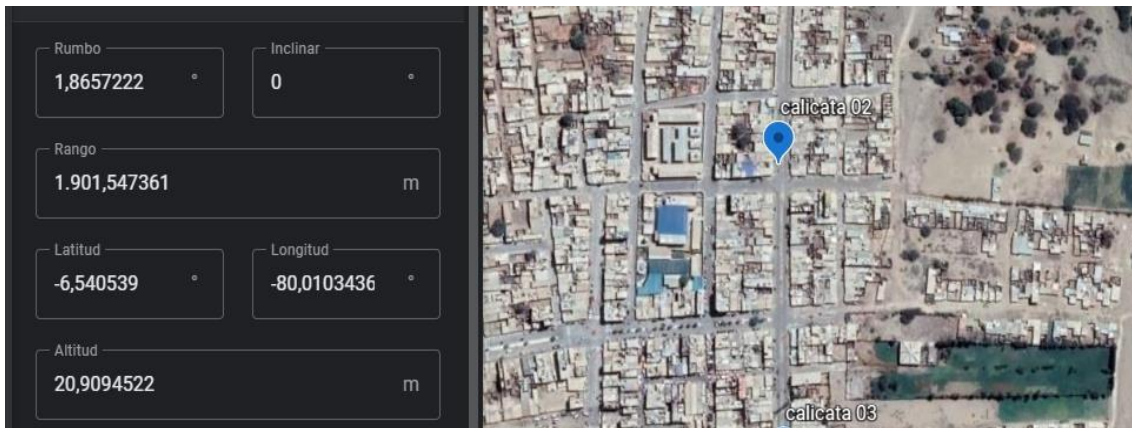 Rumbo
1,8657222 °
Inclinar
0 °
Rango
1.901,547361 m
Latitud
-6,540539 °
Longitud
-80,0103436 °
Altitud
20,9094522 m
calicata 02
calicata 03